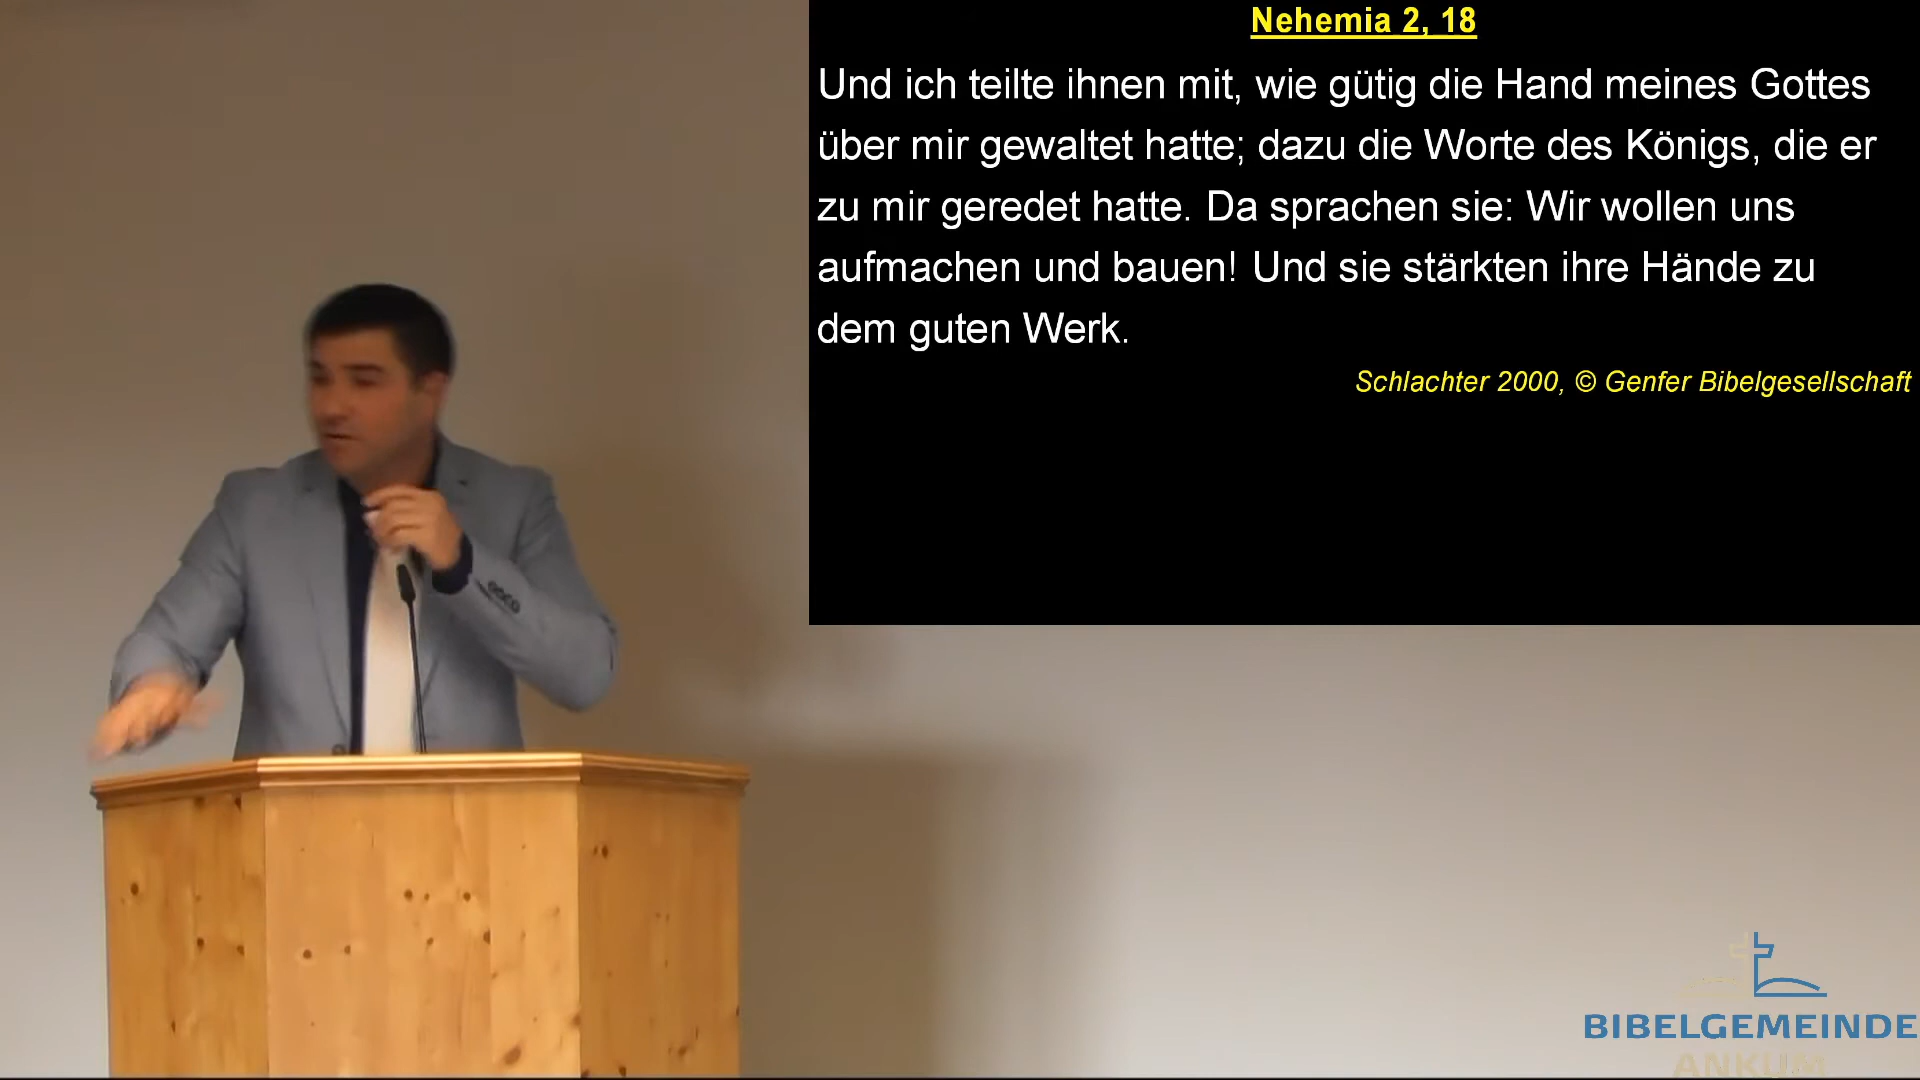 Nehemia 2, 18
Und ich teilte ihnen mit, wie gütig die Hand meines Gottes
über mir gewaltet hatte; dazu die Worte des Königs, die er
zu mir geredet hatte. Da sprachen sie: Wir wollen uns
aufmachen und bauen! Und sie stärkten ihre Hände zu
dem guten Werk.
Schlachter 2000, © Genfer Bibelgesellschaft
BIBELGEMEINDE
ANKUM